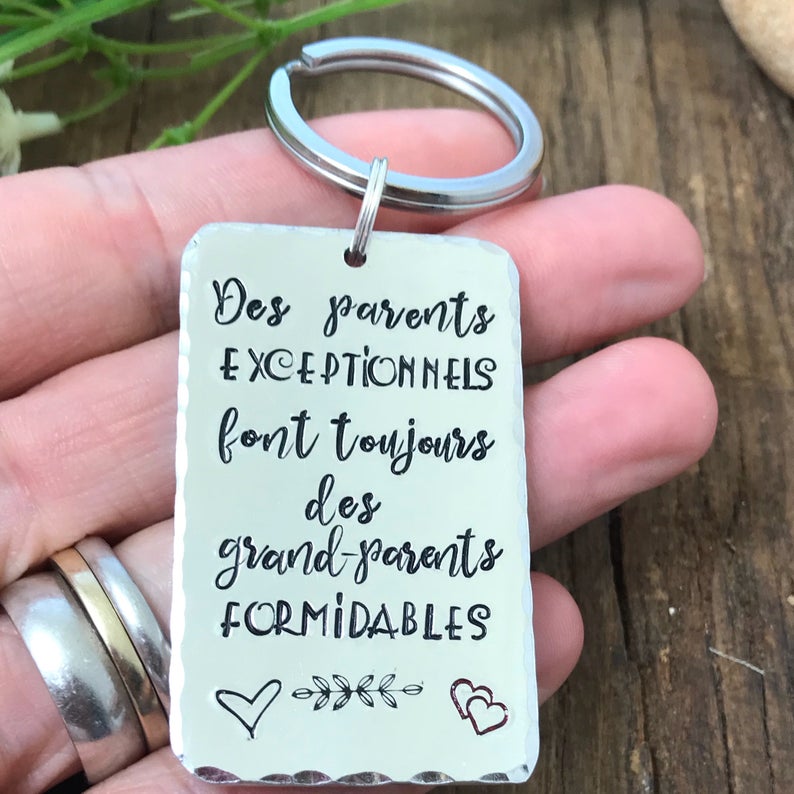 Des parents
EXCEPTiONNELS
font toujours
des
grand-parents
FORMiDABLES